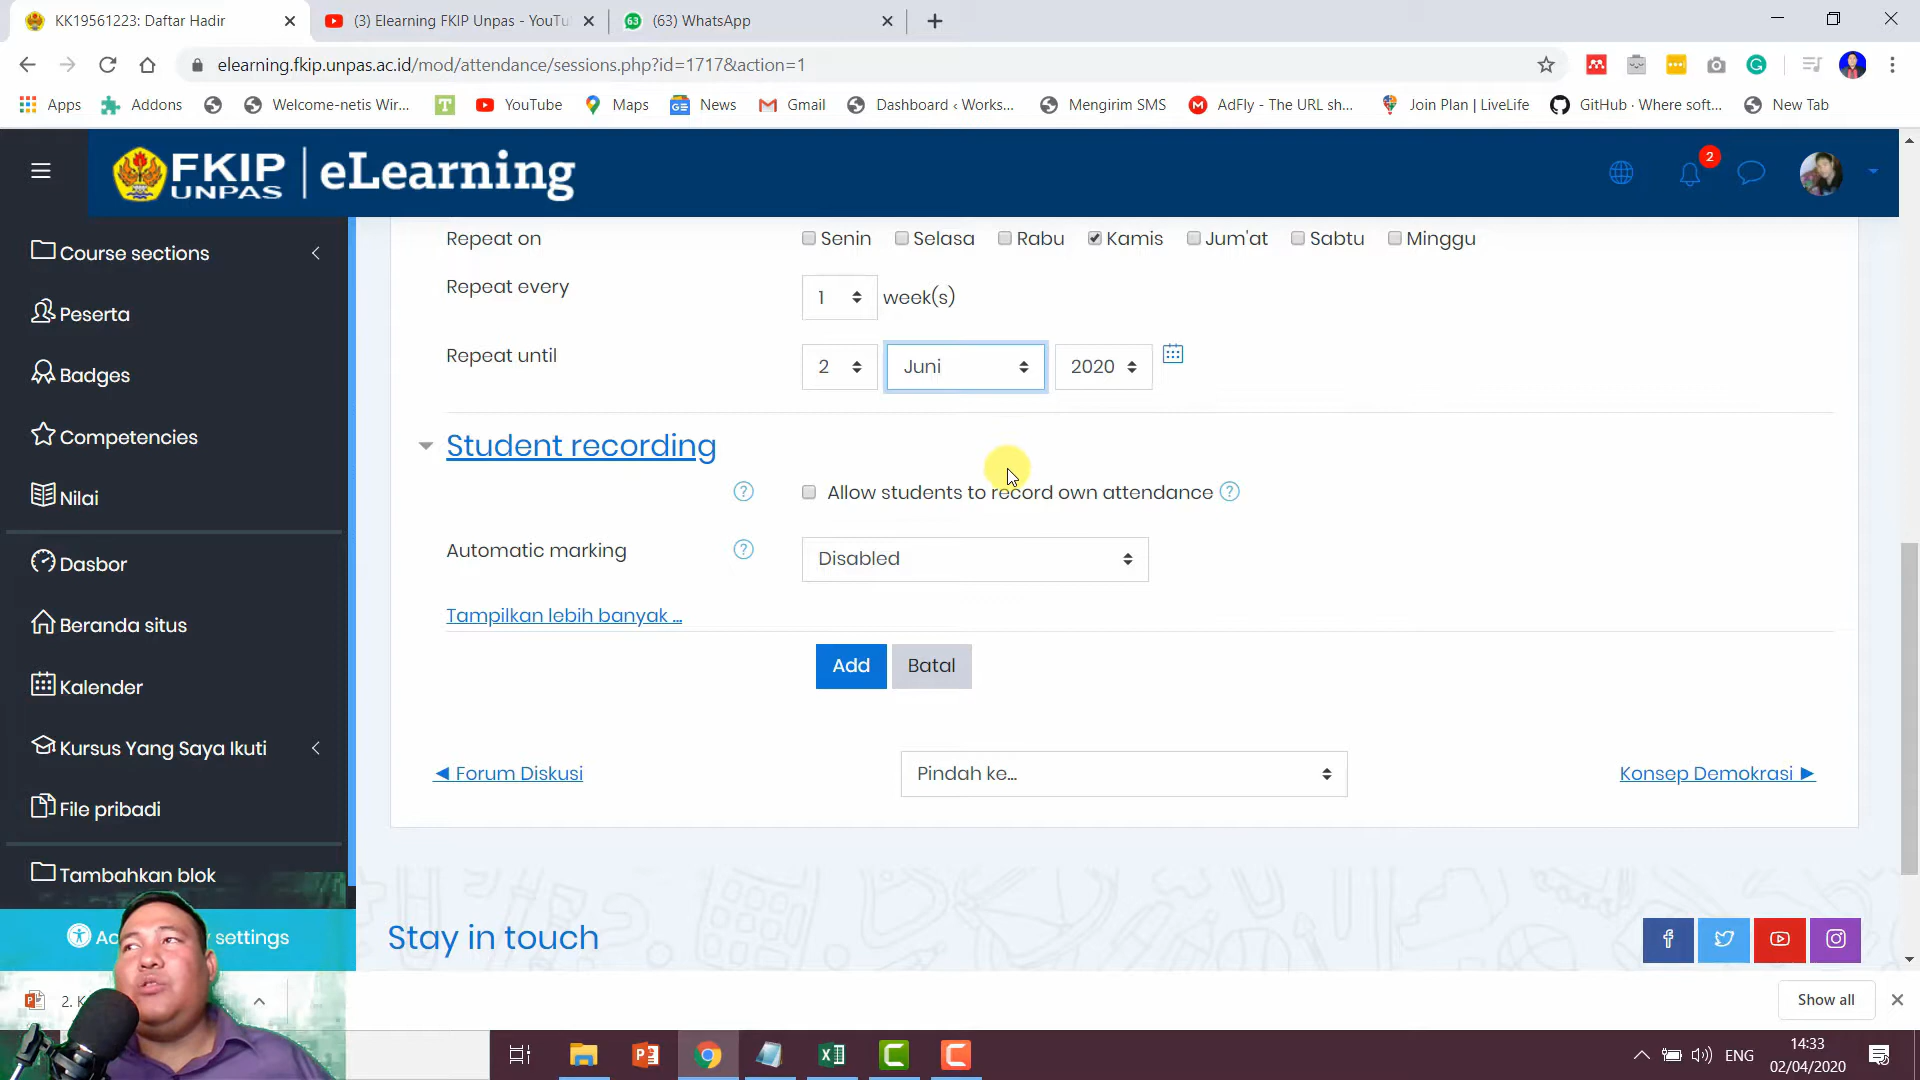 KK19561223: Daftar Hadir
(3) Elearning FKIP Unpas - YouTu
63 (63) WhatsApp
elearning.fkip.unpas.ac.id/mod/attendance/sessions.php?id=1717&action=1
Apps Addons Welcome-netis Wir... YouTube Maps News Gmail Dashboard ‹ Works... Mengirim SMS AdFly - The URL sh... Join Plan | LiveLife GitHub · Where soft... New Tab
FKIP UNPAS | eLearning
2
Course sections
Peserta
Badges
Competencies
Nilai
Dasbor
Beranda situs
Kalender
Kursus Yang Saya Ikuti
File pribadi
Tambahkan blok
settings
Repeat on Senin Selasa Rabu Kamis Jum'at Sabtu Minggu
Repeat every 1 week(s)
Repeat until 2 Juni 2020
Student recording
Allow students to record own attendance
Automatic marking Disabled
Tampilkan lebih banyak ...
Add Batal
◄ Forum Diskusi Pindah ke... Konsep Demokrasi ►
Stay in touch
2. K
Show all
ENG
14:33
02/04/2020